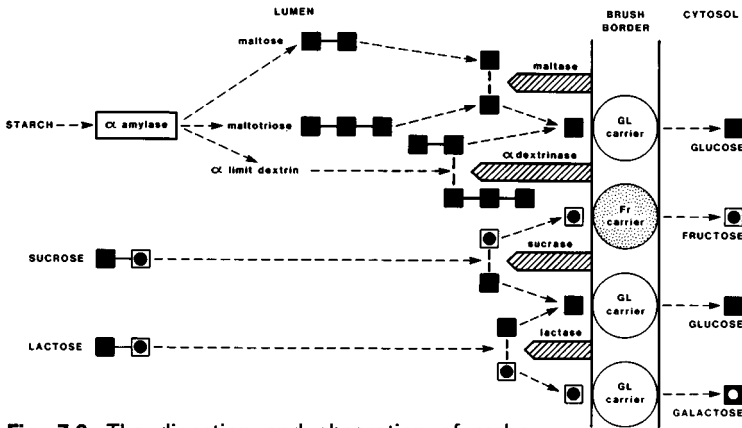 LUMEN
BRUSH
BORDER
CYTOSOL
maltose
maltase
STARCH
α amylase
maltotriose
GL
carrier
GLUCOSE
α limit dextrin
α dextrinase
Fr
carrier
FRUCTOSE
SUCROSE
sucrase
GL
carrier
GLUCOSE
LACTOSE
lactase
GL
carrier
GALACTOSE